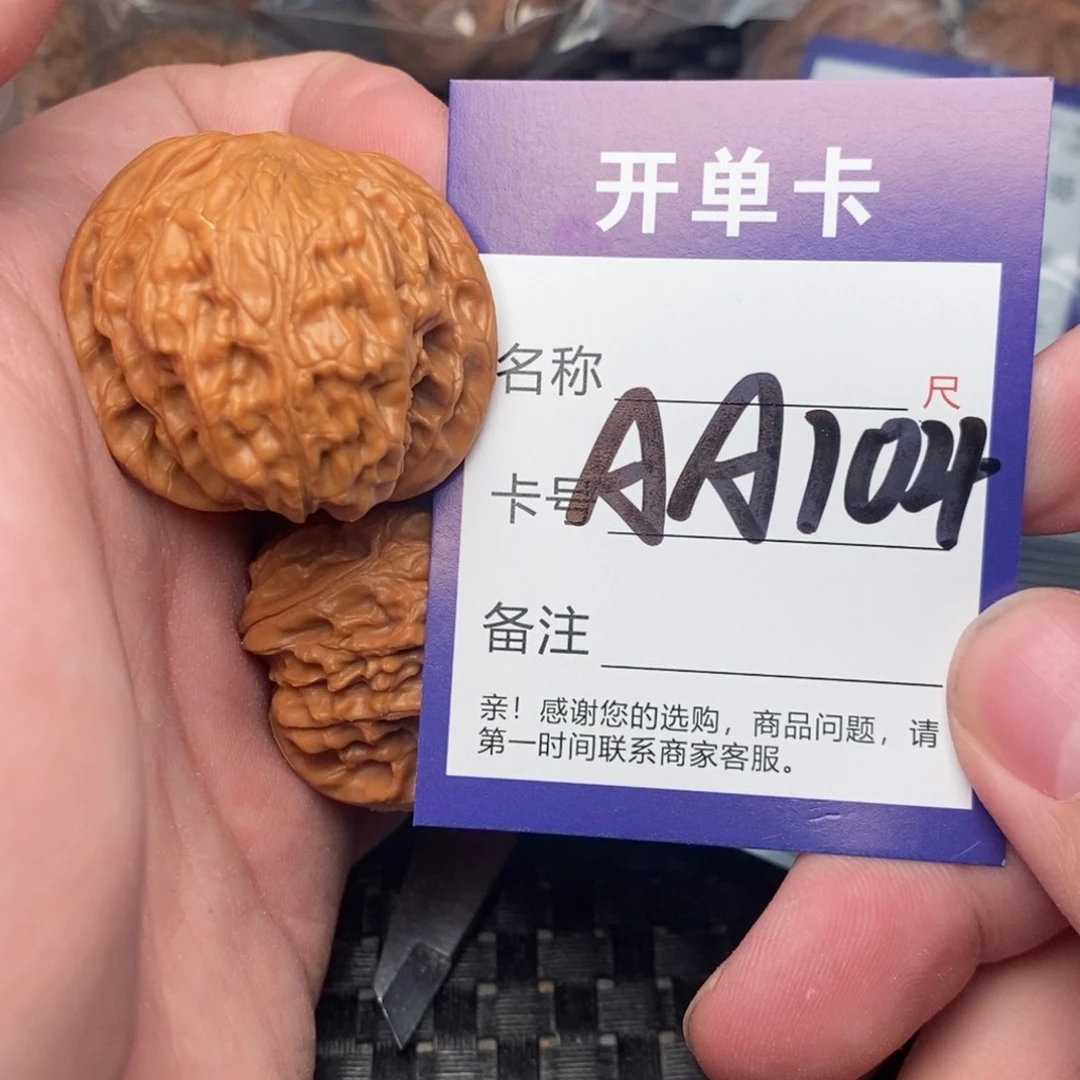 开单卡
名称 尺
卡号 AA104
备注
亲！感谢您的选购，商品问题，请
第一时间联系商家客服。